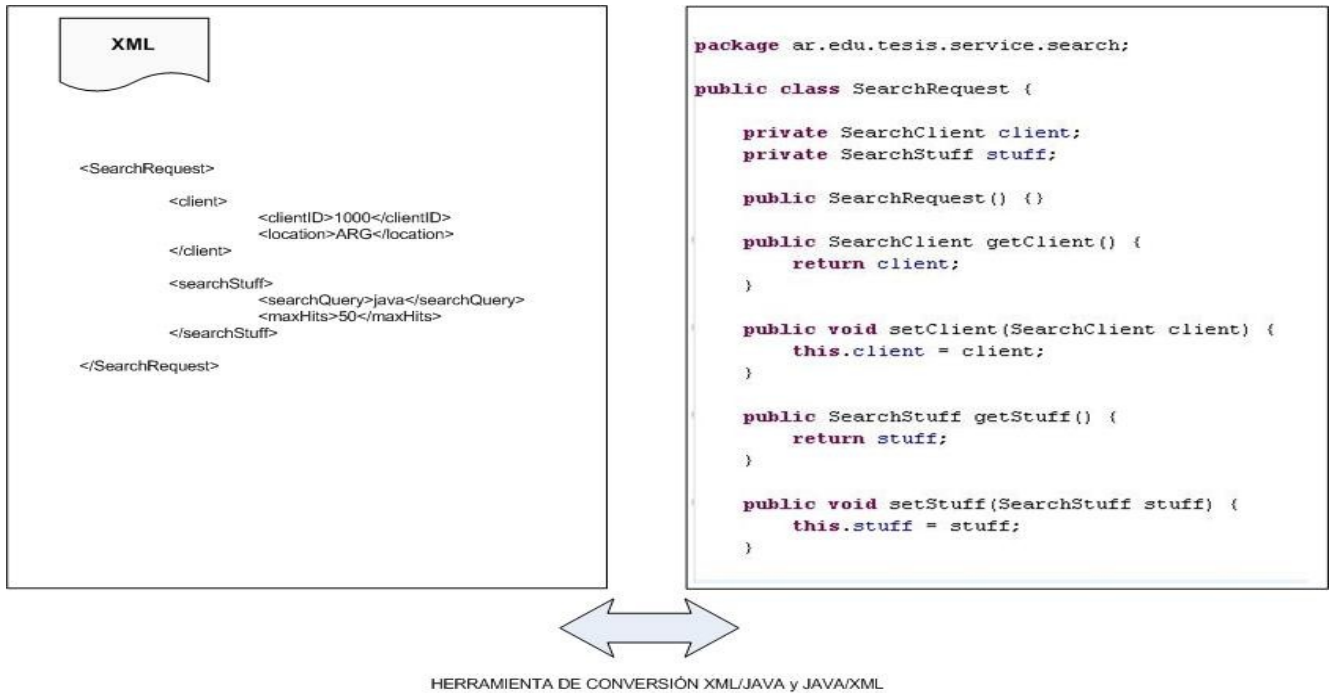 XML
<SearchRequest>
<client>
<clientID>1000</clientID>
<location>ARG</location>
</client>
<searchStuff>
<searchQuery>java</searchQuery>
<maxHits>50</maxHits>
</searchStuff>
</SearchRequest>
package ar.edu.tesis.service.search;
public class SearchRequest {
private SearchClient client;
private SearchStuff stuff;
public SearchRequest() {}
public SearchClient getClient() {
return client;
}
public void setClient(SearchClient client) {
this.client = client;
}
public SearchStuff getStuff() {
return stuff;
}
public void setStuff(SearchStuff stuff) {
this.stuff = stuff;
}
HERRAMIENTA DE CONVERSIÓN XML/JAVA y JAVA/XML